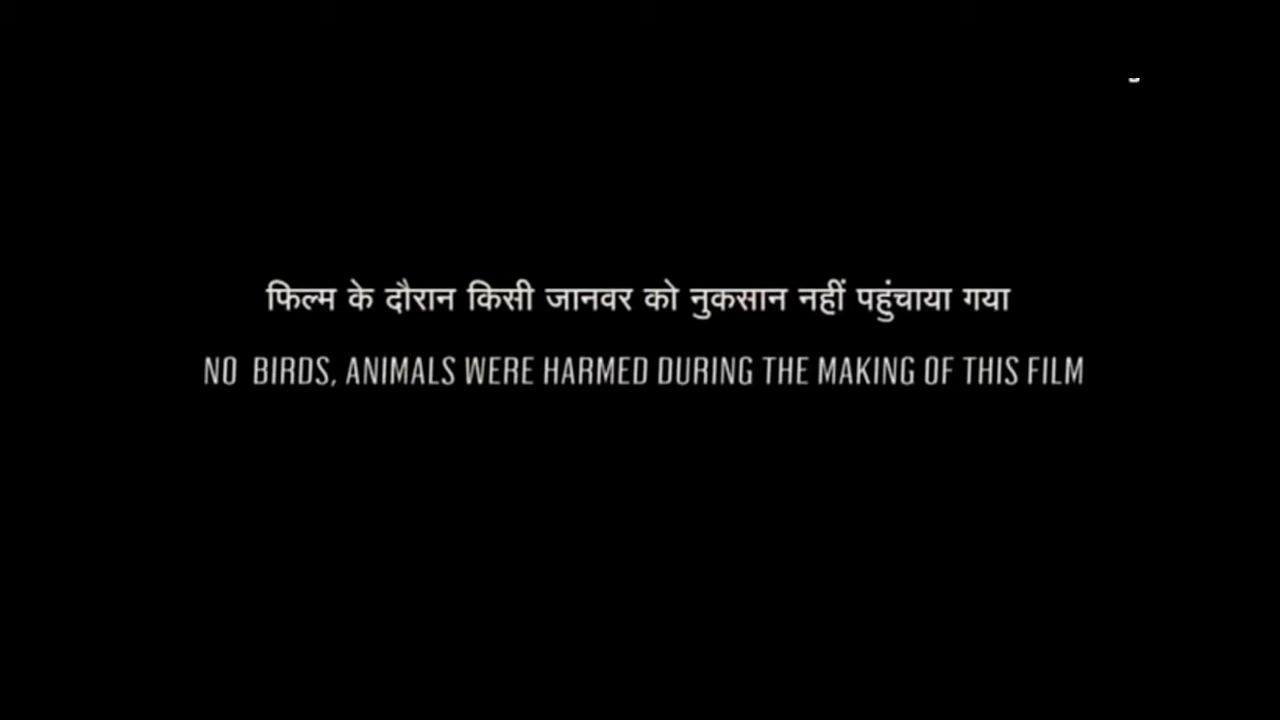 फिल्म के दौरान किसी जानवर को नुकसान नहीं पहुंचाया गया
NO BIRDS, ANIMALS WERE HARMED DURING THE MAKING OF THIS FILM